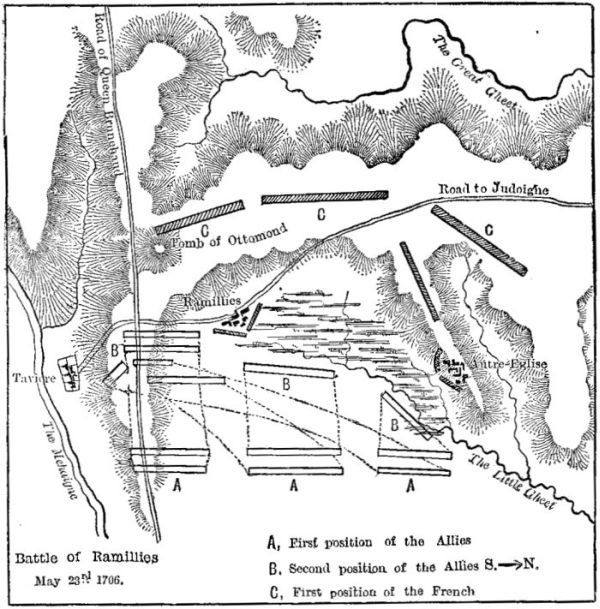 Road of Queen Brunehaut
The Great Gheet
Road to Judoigne
C
C
C
Tomb of Ottomond
Ramillies
B
B
B
Taviere
Autre-Eglise
The Mehaigne
The Little Gheet
A
A
A
Battle of Ramillies
May 23rd 1706.
A, First position of the Allies
B, Second position of the Allies S.→N.
C, First position of the French